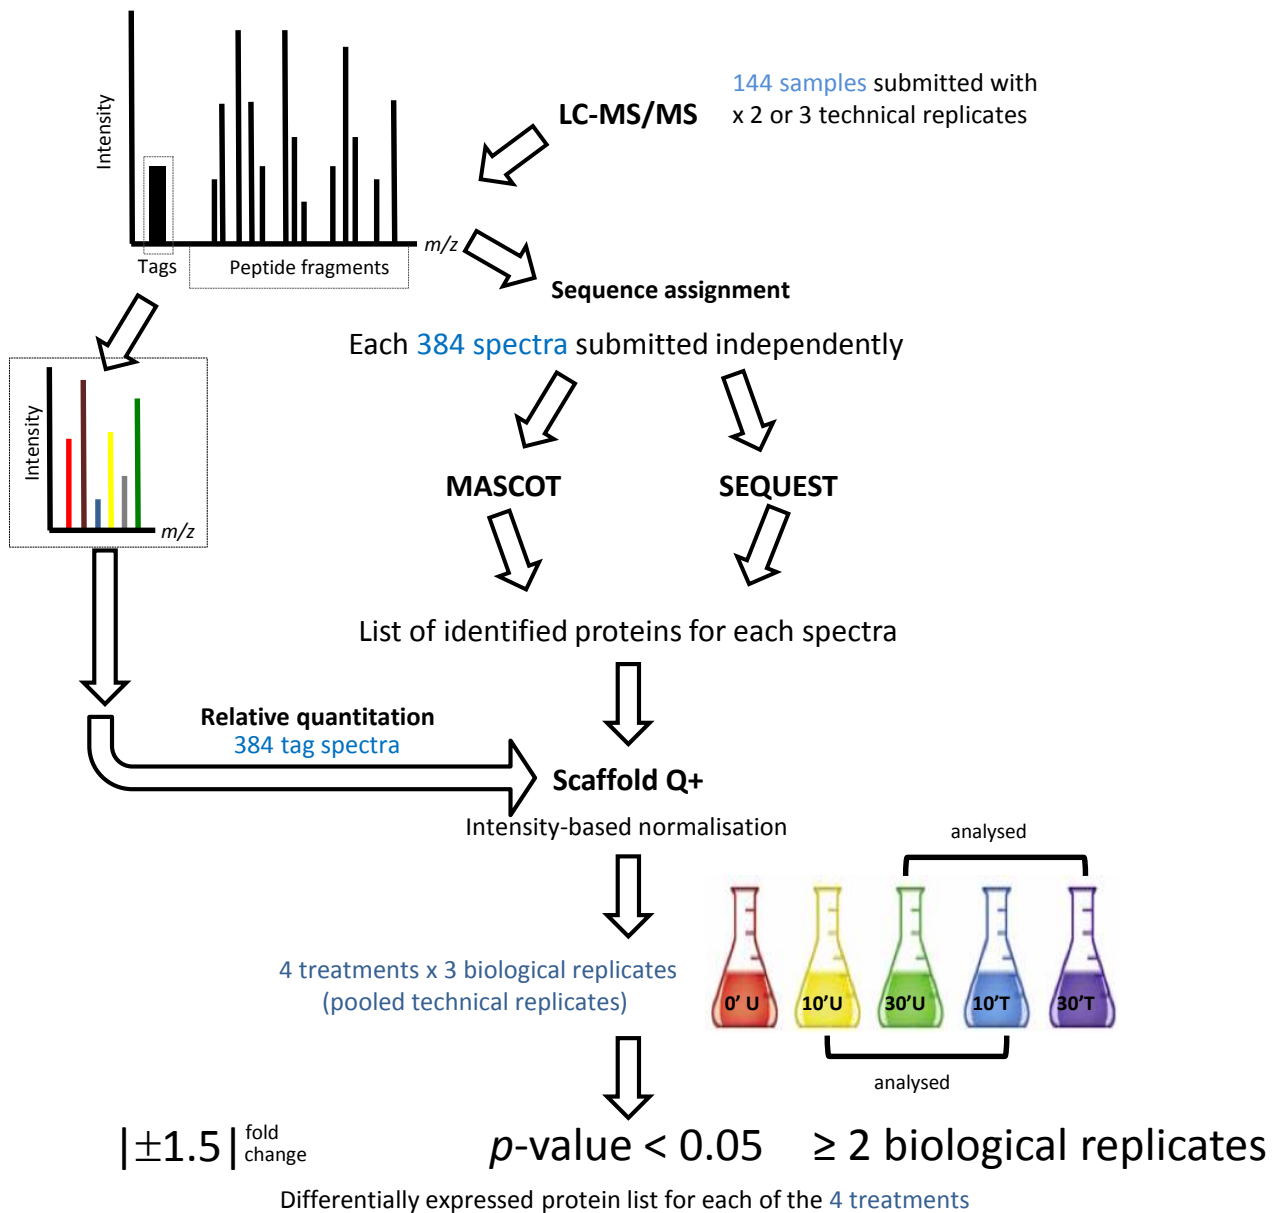 144 samples submitted with
LC-MS/MS
x 2 or 3 technical replicates
Intensity
m/z
Tags
Peptide fragments
Sequence assignment
Each 384 spectra submitted independently
Intensity
m/z
MASCOT
SEQUEST
List of identified proteins for each spectra
Relative quantitation
384 tag spectra
Scaffold Q+
Intensity-based normalisation
analysed
4 treatments x 3 biological replicates
(pooled technical replicates)
0' U
10'U
30'U
10'T
30'T
analysed
|±1.5| fold change
p-value < 0.05
≥ 2 biological replicates
Differentially expressed protein list for each of the 4 treatments